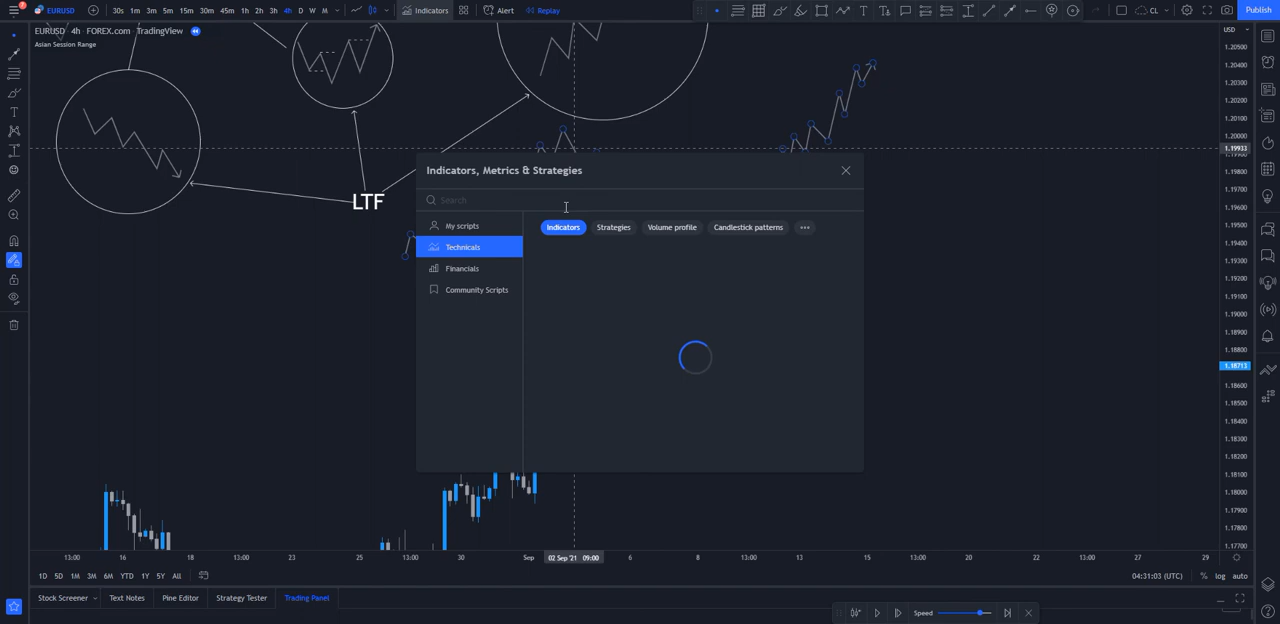 7
EURUSD 30s 1m 3m 5m 15m 30m 45m 1h 2h 3h 4h D W M Indicators Alert Replay CL Publish
EURUSD 4h FOREX.com TradingView
Asian Session Range
USD
1.20500
1.20400
1.20300
1.20200
1.20100
1.20000
1.19933
1.19800
1.19700
1.19600
1.19500
1.19400
1.19300
1.19200
1.19100
1.19000
1.18900
1.18800
1.18713
1.18600
1.18500
1.18400
1.18300
1.18200
1.18100
1.18000
1.17900
1.17800
1.17700
LTF
Indicators, Metrics & Strategies
Search
My scripts
Technicals
Financials
Community Scripts
Indicators Strategies Volume profile Candlestick patterns
13:00 16 18 13:00 23 25 13:00 30 Sep 02 Sep '21 09:00 6 8 13:00 13 15 13:00 20 22 13:00 27 29
1D 5D 1M 3M 6M YTD 1Y 5Y All 04:31:03 (UTC) % log auto
Stock Screener Text Notes Pine Editor Strategy Tester Trading Panel
Speed